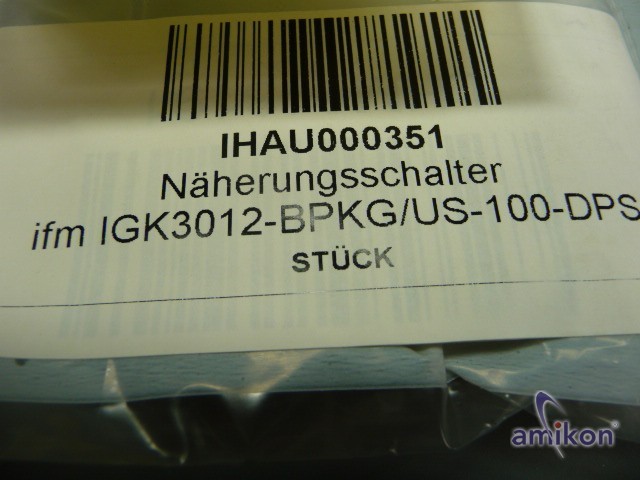 IHAU000351
Näherungsschalter
ifm IGK3012-BPKG/US-100-DPS
STÜCK
amikon